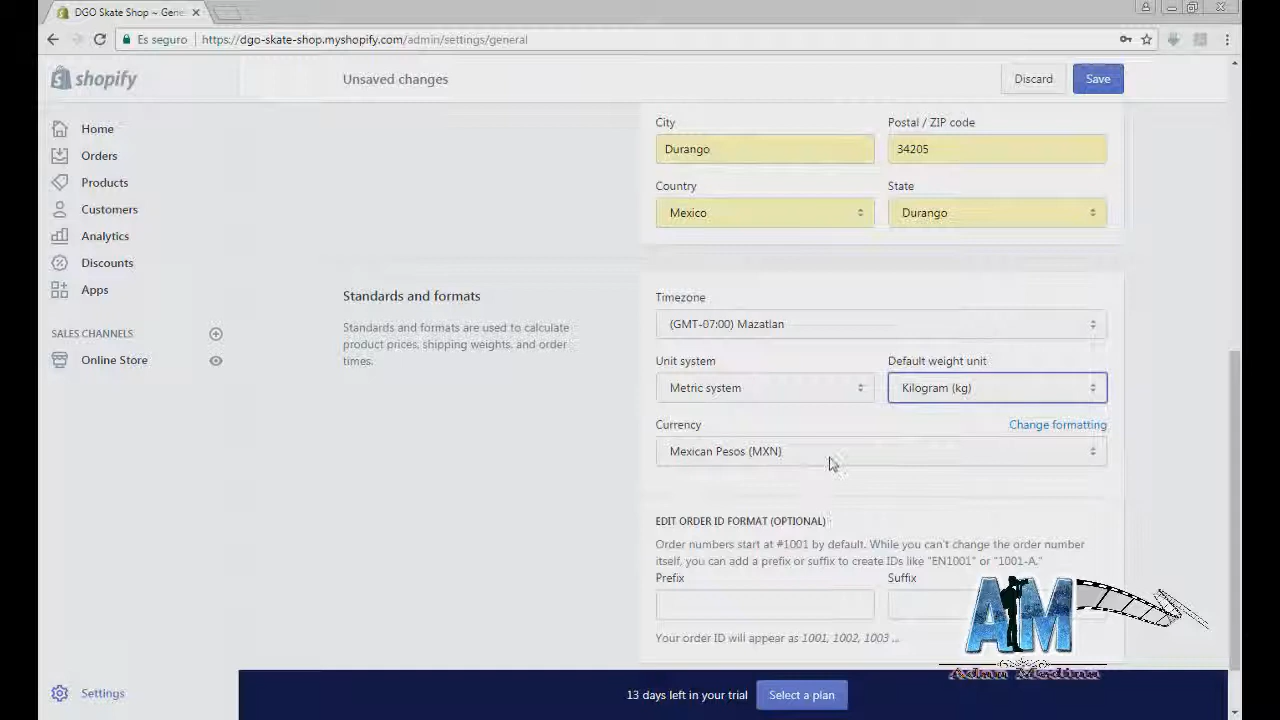 DGO Skate Shop ~ Gene
Es seguro
https://dgo-skate-shop.myshopify.com/admin/settings/general
shopify
Unsaved changes
Discard
Save
Home
Orders
Products
Customers
Analytics
Discounts
Apps
SALES CHANNELS
Online Store
Settings
City
Postal / ZIP code
Durango
34205
Country
State
Mexico
Durango
Standards and formats
Standards and formats are used to calculate
product prices, shipping weights, and order
times.
Timezone
(GMT-07:00) Mazatlan
Unit system
Default weight unit
Metric system
Kilogram (kg)
Currency
Change formatting
Mexican Pesos (MXN)
EDIT ORDER ID FORMAT (OPTIONAL)
Order numbers start at #1001 by default. While you can't change the order number
itself, you can add a prefix or suffix to create IDs like "EN1001" or "1001-A."
Prefix
Suffix
Your order ID will appear as 1001, 1002, 1003 ...
AM
13 days left in your trial
Select a plan